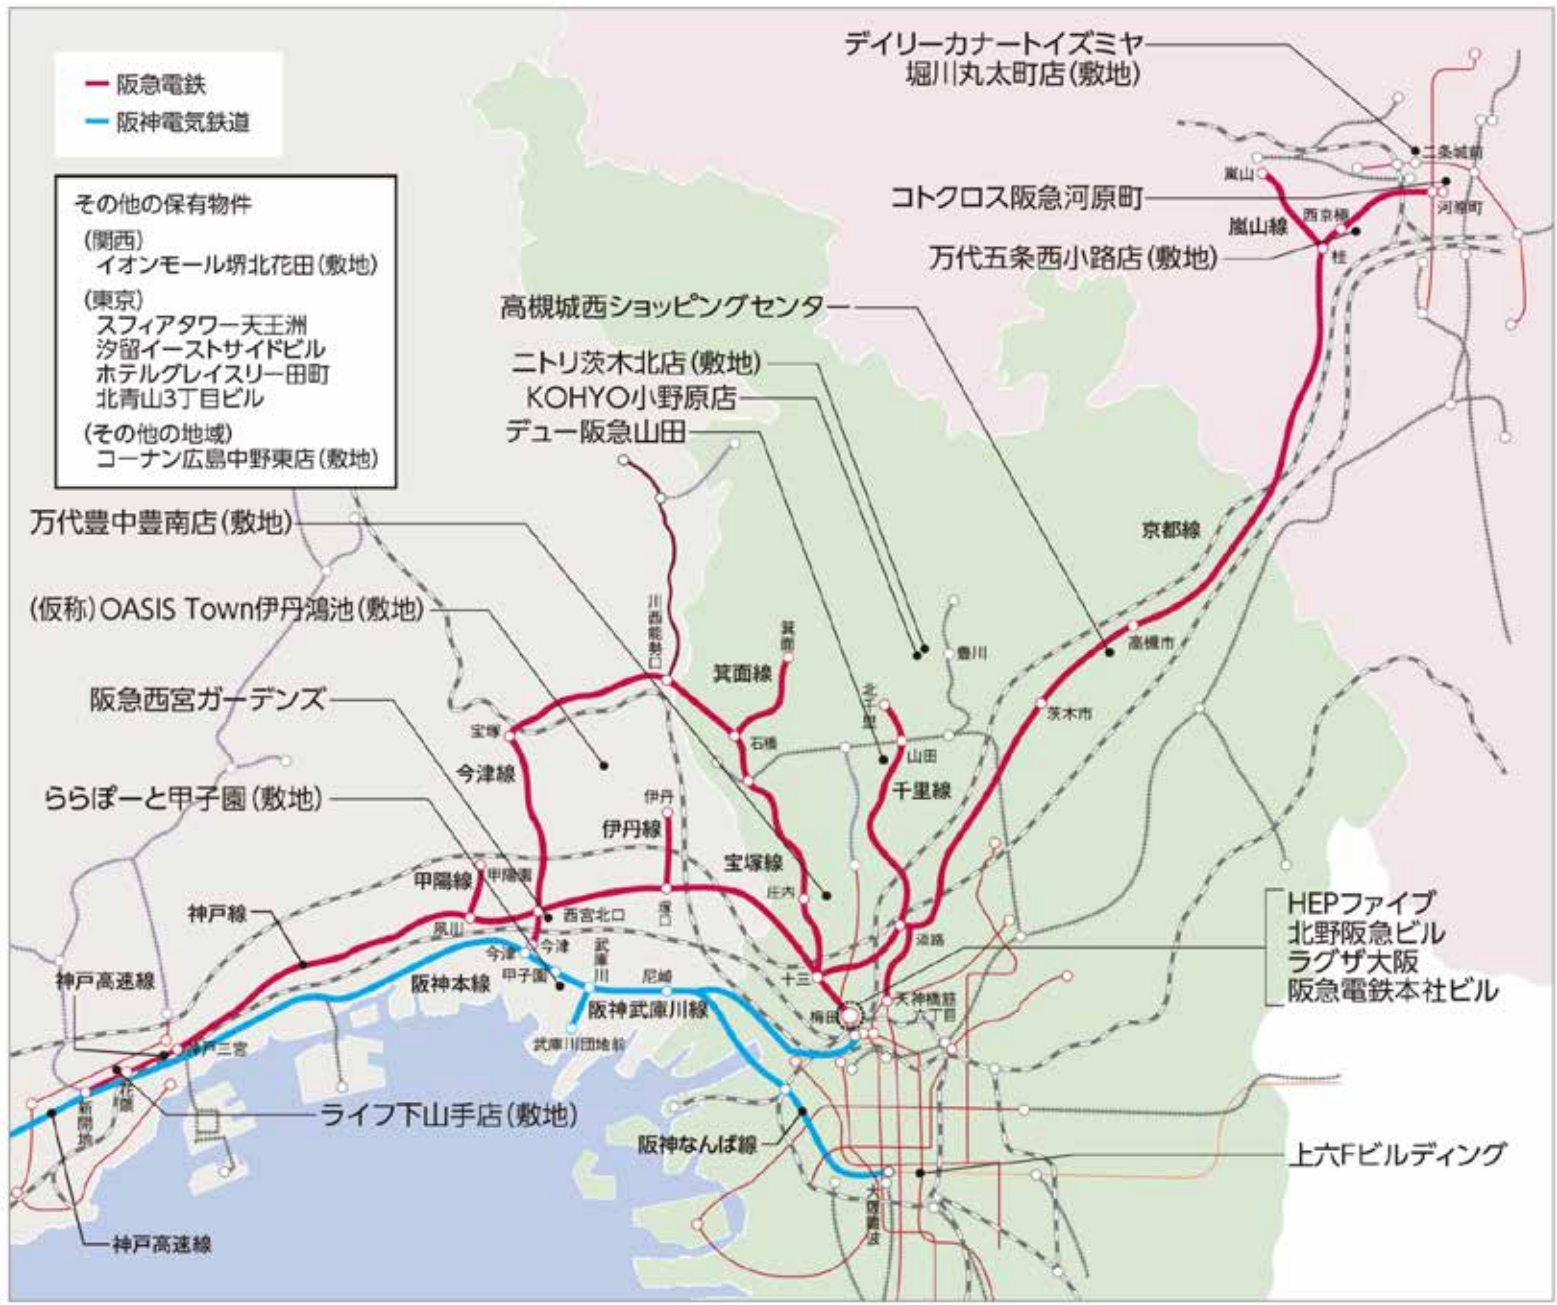 阪急電鉄
阪神電気鉄道
その他の保有物件
(関西)
イオンモール堺北花田(敷地)
(東京)
スフィアタワー天王洲
汐留イーストサイドビル
ホテルグレイスリー田町
北青山3丁目ビル
(その他の地域)
コーナン広島中野東店(敷地)
デイリーカナートイズミヤ
堀川丸太町店(敷地)
二条城前
嵐山
コトクロス阪急河原町
河原町
西京極
嵐山線
万代五条西小路店(敷地)
桂
高槻城西ショッピングセンタ
ニトリ茨木北店(敷地)
KOHYO小野原店
デュー阪急山田
万代豊中豊南店(敷地)
京都線
(仮称)OASIS Town伊丹鴻池(敷地)
川西能勢口
箕面
箕面線
豊川
高槻市
阪急西宮ガーデンズ
北千里
茨木市
宝塚
石橋
山田
今津線
千里線
ららぽーと甲子園(敷地)
伊丹
伊丹線
宝塚線
甲陽線
甲陽園
庄内
神戸線
夙川
西宮北口
塚口
淡路
HEPファイブ
北野阪急ビル
ラグザ大阪
阪急電鉄本社ビル
今津
今津
武庫川
甲子園
尼崎
十三
神戸高速線
阪神本線
阪神武庫川線
梅田
天神橋筋
六丁目
武庫川団地前
神戸三宮
花隈
新開地
ライフ下山手店(敷地)
阪神なんば線
上六Fビルディング
大阪難波
神戸高速線